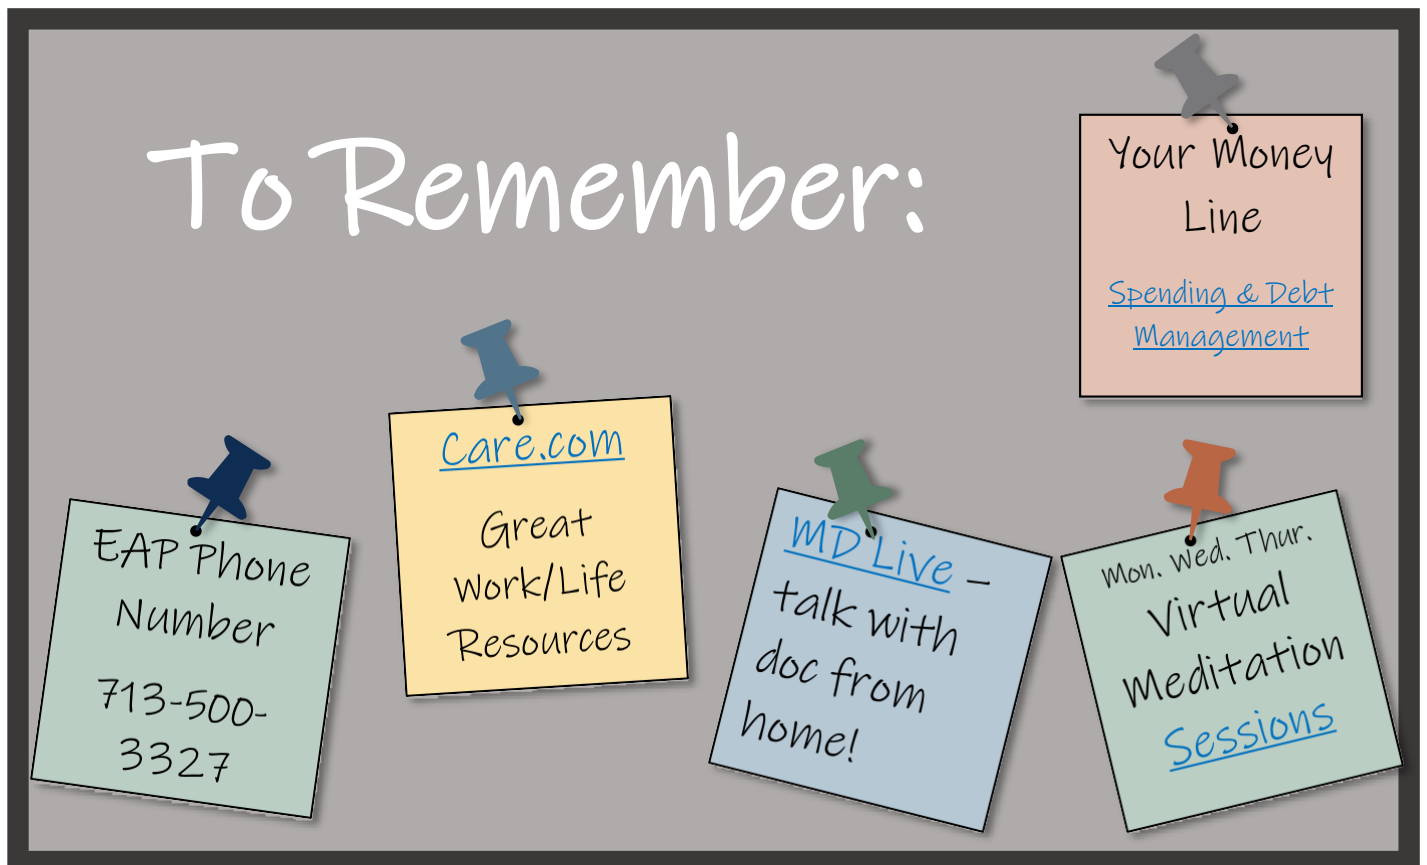 To Remember:
Your Money
Line
Spending & Debt
Management
EAP Phone
Number
713-500-
3327
Care.com
Great
Work/Life
Resources
MD Live –
talk with
doc from
home!
Mon. Wed. Thur.
Virtual
Meditation
Sessions